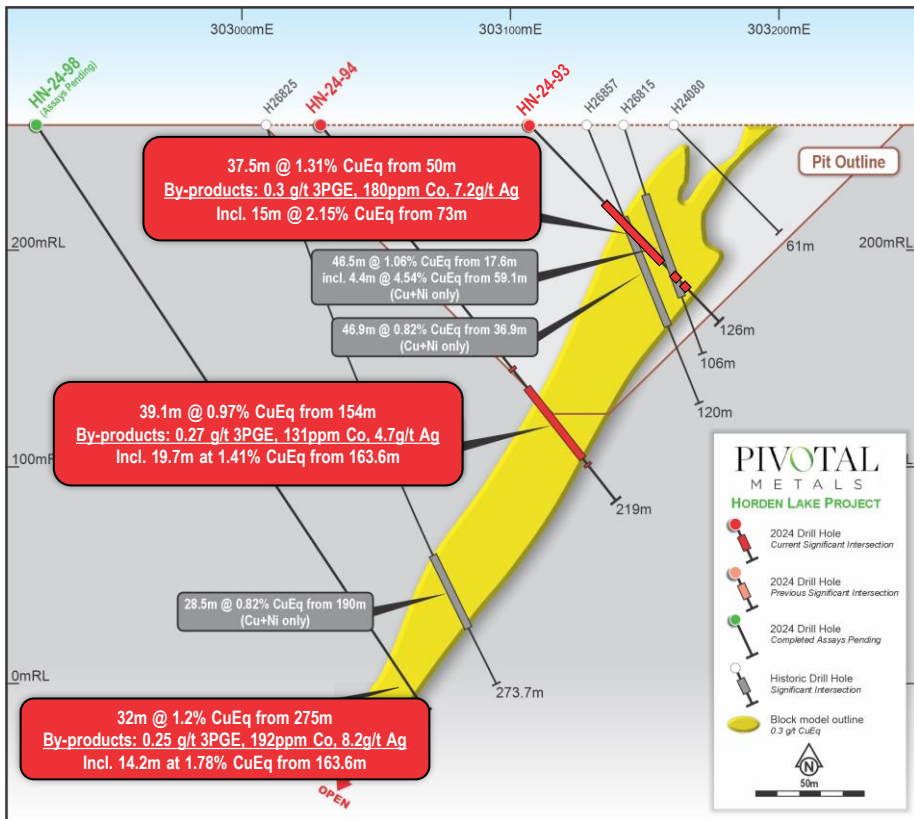 303000mE
303100mE
303200mE
HN-24-98
(Assays Pending)
H26825
HN-24-94
HN-24-93
H26857
H26815
H24080
37.5m @ 1.31% CuEq from 50m
By-products: 0.3 g/t 3PGE, 180ppm Co, 7.2g/t Ag
Incl. 15m @ 2.15% CuEq from 73m
Pit Outline
61m
200mRL
200mRL
46.5m @ 1.06% CuEq from 17.6m
incl. 4.4m @ 4.54% CuEq from 59.1m
(Cu+Ni only)
46.9m @ 0.82% CuEq from 36.9m
(Cu+Ni only)
126m
106m
120m
39.1m @ 0.97% CuEq from 154m
By-products: 0.27 g/t 3PGE, 131ppm Co, 4.7g/t Ag
Incl. 19.7m at 1.41% CuEq from 163.6m
100mRL
219m
28.5m @ 0.82% CuEq from 190m
(Cu+Ni only)
0mRL
273.7m
32m @ 1.2% CuEq from 275m
By-products: 0.25 g/t 3PGE, 192ppm Co, 8.2g/t Ag
Incl. 14.2m at 1.78% CuEq from 163.6m
OPEN
PIVOTAL
METALS
HORDEN LAKE PROJECT
2024 Drill Hole
Current Significant Intersection
2024 Drill Hole
Previous Significant Intersection
2024 Drill Hole
Completed Assays Pending
Historic Drill Hole
Significant Intersection
Block model outline
0.3 g/t CuEq
N
50m